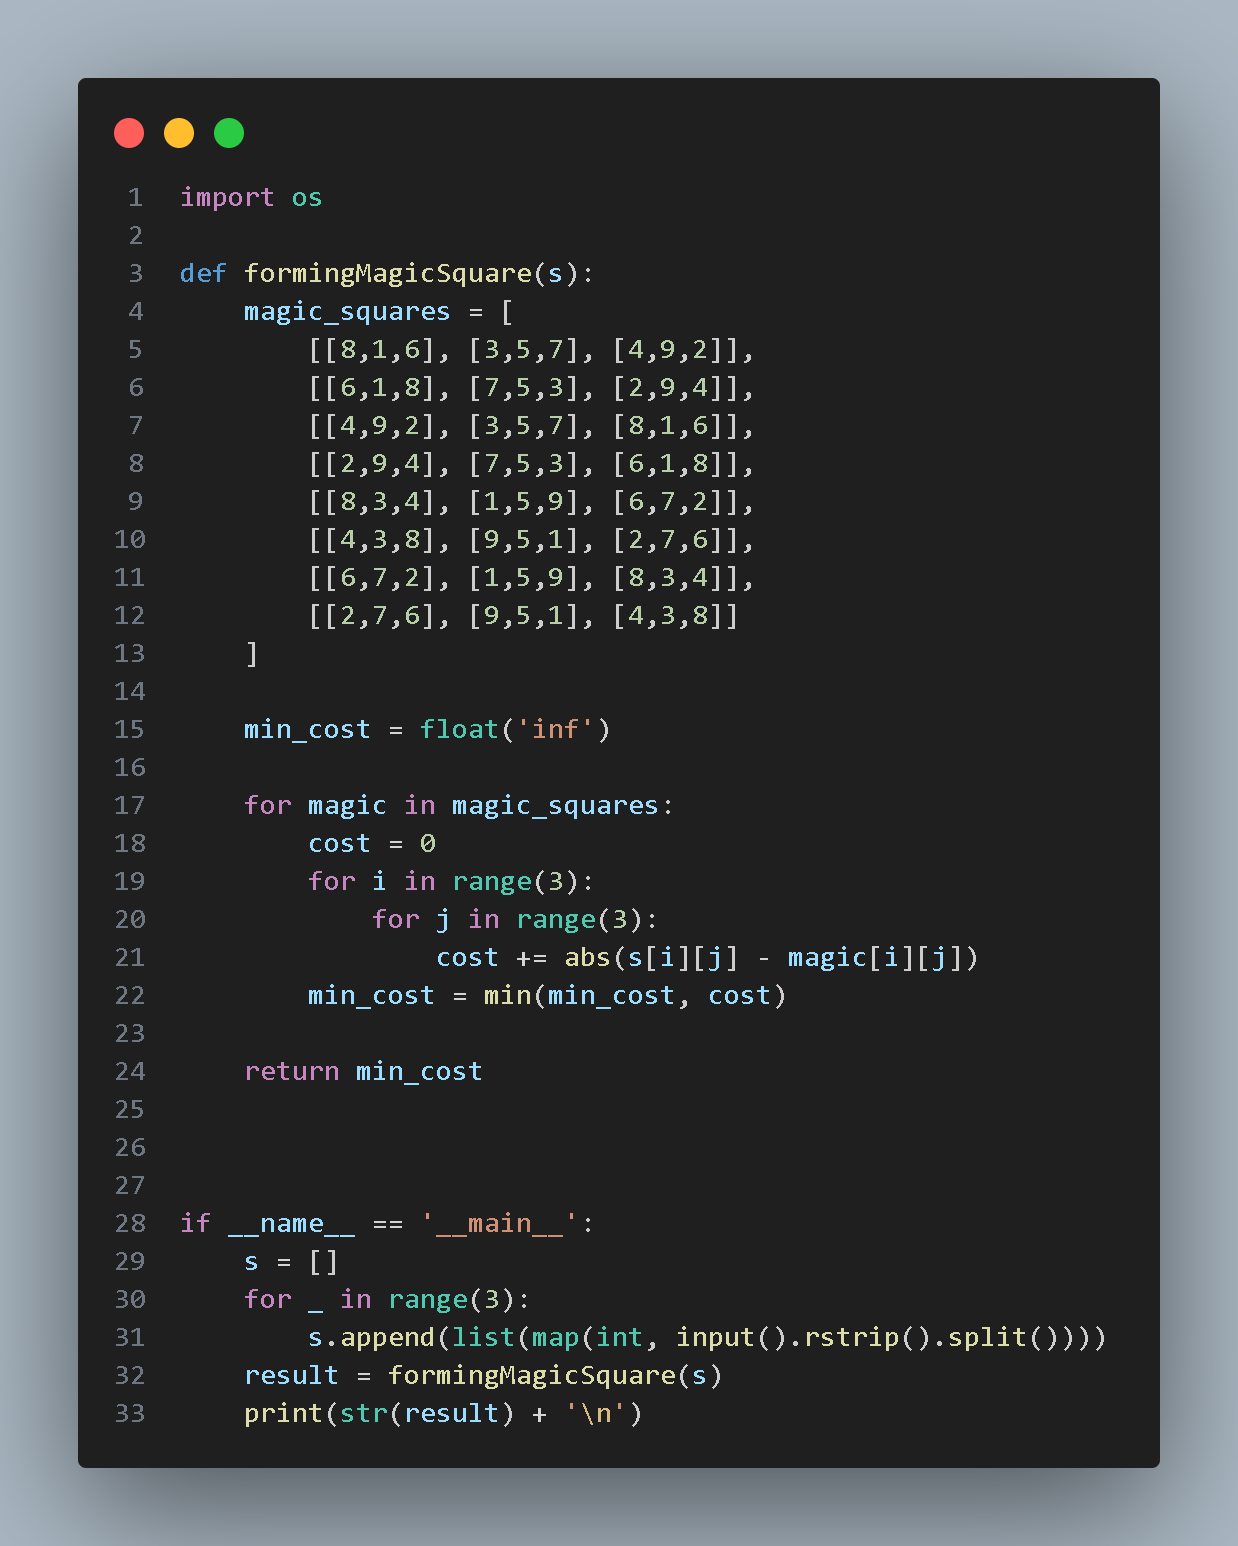 1 import os
2
3 def formingMagicSquare(s):
4     magic_squares = [
5         [[8,1,6], [3,5,7], [4,9,2]],
6         [[6,1,8], [7,5,3], [2,9,4]],
7         [[4,9,2], [3,5,7], [8,1,6]],
8         [[2,9,4], [7,5,3], [6,1,8]],
9         [[8,3,4], [1,5,9], [6,7,2]],
10         [[4,3,8], [9,5,1], [2,7,6]],
11         [[6,7,2], [1,5,9], [8,3,4]],
12         [[2,7,6], [9,5,1], [4,3,8]]
13     ]
14
15     min_cost = float('inf')
16
17     for magic in magic_squares:
18         cost = 0
19         for i in range(3):
20             for j in range(3):
21                 cost += abs(s[i][j] - magic[i][j])
22         min_cost = min(min_cost, cost)
23
24     return min_cost
25
26
27
28 if __name__ == '__main__':
29     s = []
30     for _ in range(3):
31         s.append(list(map(int, input().rstrip().split())))
32     result = formingMagicSquare(s)
33     print(str(result) + '\n')